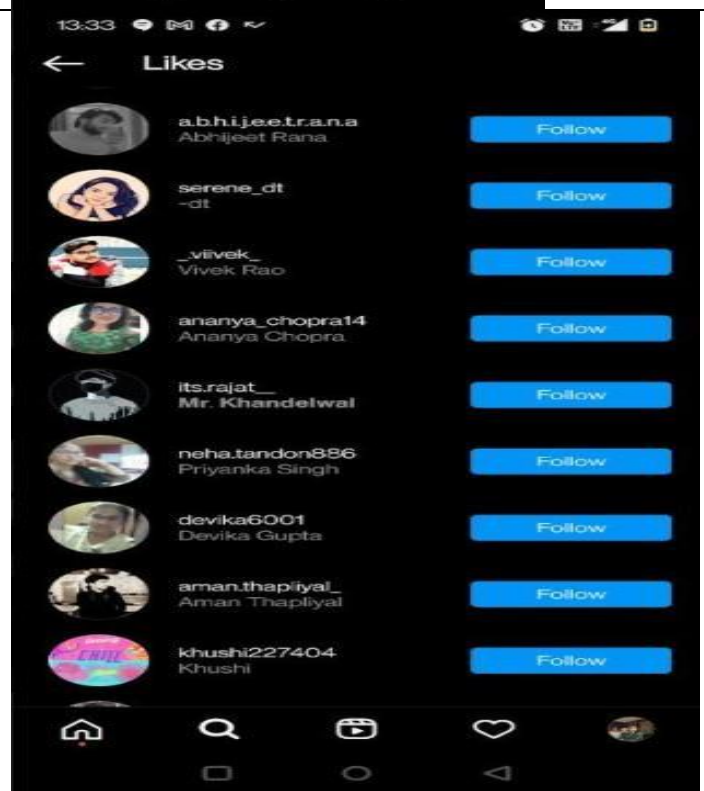 13:33
Likes
a.b.h.i.j.e.e.t.r.a.n.a
Abhijeet Rana
Follow
serene_dt
-dt
Follow
_.viivek_
Vivek Rao
Follow
ananya_chopra14
Ananya Chopra
Follow
its.rajat__
Mr. Khandelwal
Follow
neha.tandon886
Priyanka Singh
Follow
devika6001
Devika Gupta
Follow
aman.thapliyal_
Aman Thapliyal
Follow
CHILL
khushi227404
Khushi
Follow